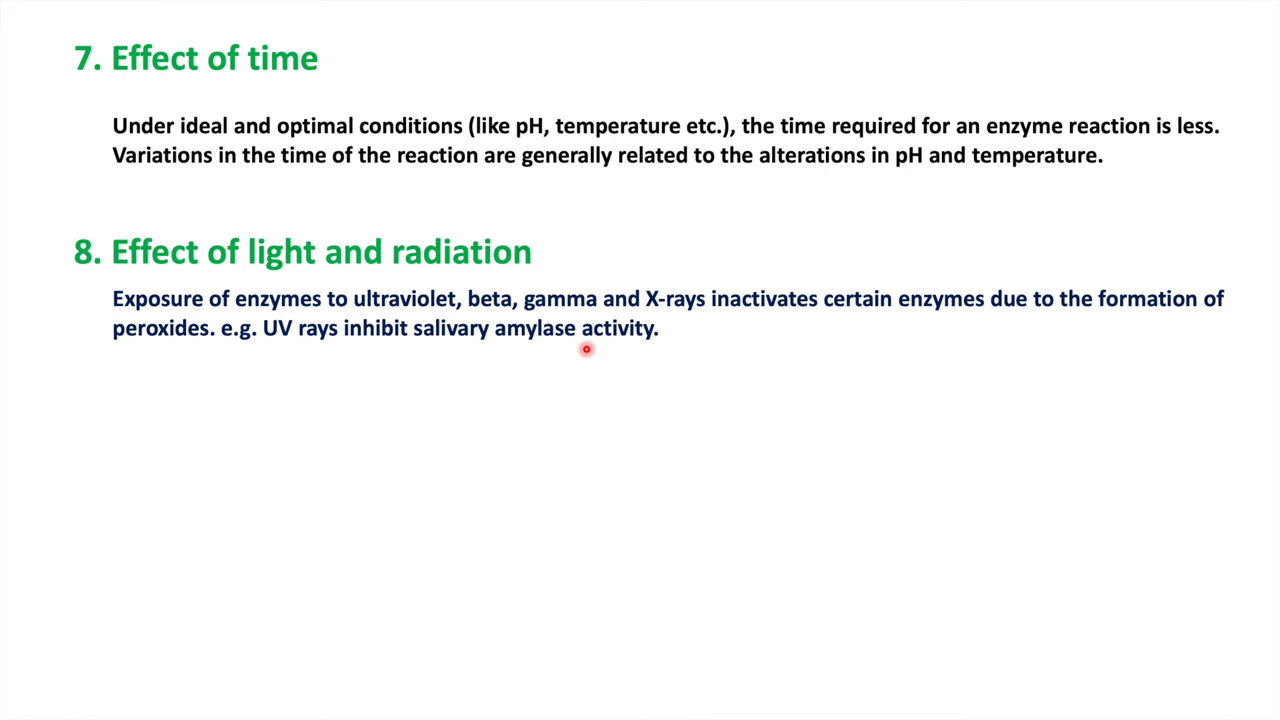 7. Effect of time
Under ideal and optimal conditions (like pH, temperature etc.), the time required for an enzyme reaction is less.
Variations in the time of the reaction are generally related to the alterations in pH and temperature.
8. Effect of light and radiation
Exposure of enzymes to ultraviolet, beta, gamma and X-rays inactivates certain enzymes due to the formation of
peroxides. e.g. UV rays inhibit salivary amylase activity.